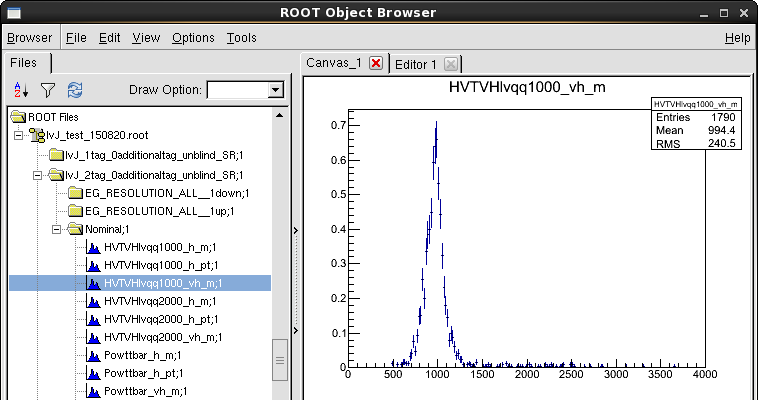 ROOT Object Browser
Browser File Edit View Options Tools Help
Files
Draw Option:
ROOT Files
lvJ_test_150820.root
lvJ_1tag_0additionaltag_unblind_SR;1
lvJ_2tag_0additionaltag_unblind_SR;1
EG_RESOLUTION_ALL__1down;1
EG_RESOLUTION_ALL__1up;1
Nominal;1
HVTVHlvqq1000_h_m;1
HVTVHlvqq1000_h_pt;1
HVTVHlvqq1000_vh_m;1
HVTVHlvqq2000_h_m;1
HVTVHlvqq2000_h_pt;1
HVTVHlvqq2000_vh_m;1
Powttbar_h_m;1
Powttbar_h_pt;1
Powttbar_vh_m;1
Canvas_1 Editor 1
HVTVHlvqq1000_vh_m
HVTVHlvqq1000_vh_m
Entries 1790
Mean 994.4
RMS 240.5
0.7
0.6
0.5
0.4
0.3
0.2
0.1
0
0 500 1000 1500 2000 2500 3000 3500 4000